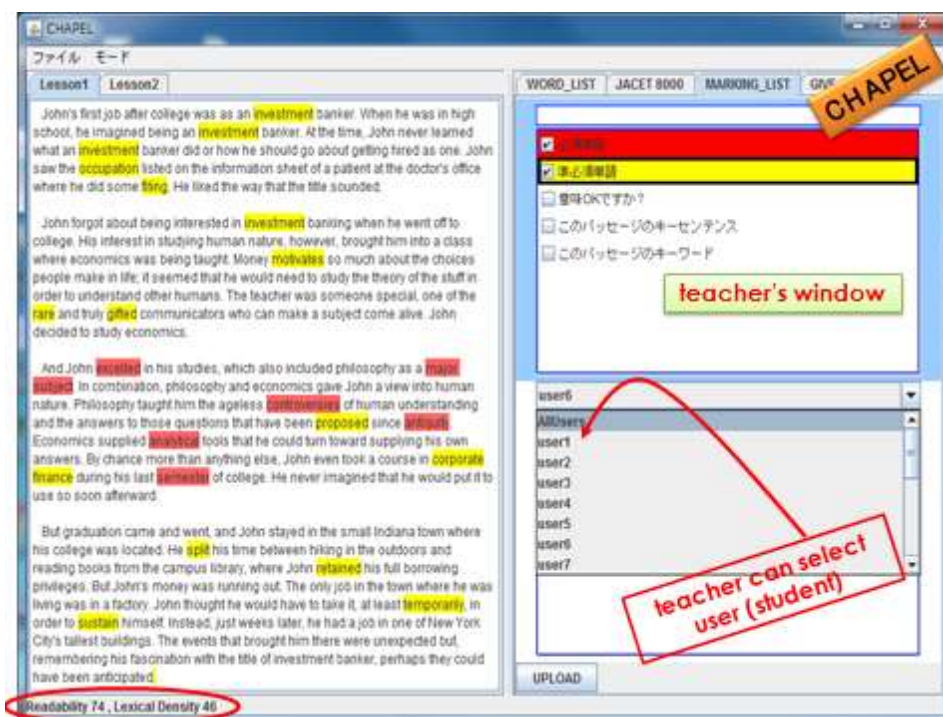 CHAPEL
ファイル モード
Lesson1 Lesson2
John's first job after college was as an investment banker. When he was in high
school, he imagined being an investment banker. At the time, John never learned
what an investment banker did or how he should go about getting hired as one. John
saw the occupation listed on the information sheet of a patient at the doctor's office
where he did some filing. He liked the way that the title sounded.
John forgot about being interested in investment banking when he went off to
college. His interest in studying human nature, however, brought him into a class
where economics was being taught. Money motivates so much about the choices
people make in life; it seemed that he would need to study the theory of the stuff in
order to understand other humans. The teacher was someone special, one of the
rare and truly gifted communicators who can make a subject come alive. John
decided to study economics.
And John excelled in his studies, which also included philosophy as a major
subject. In combination, philosophy and economics gave John a view into human
nature. Philosophy taught him the ageless controversies of human understanding
and the answers to those questions that have been proposed since antiquity.
Economics supplied analytical tools that he could turn toward supplying his own
answers. By chance more than anything else, John even took a course in corporate
finance during his last semester of college. He never imagined that he would put it to
use so soon afterward.
But graduation came and went, and John stayed in the small Indiana town where
his college was located. He split his time between hiking in the outdoors and
reading books from the campus library, where John retained his full borrowing
privileges. But John's money was running out. The only job in the town where he was
living was in a factory. John thought he would have to take it, at least temporarily, in
order to sustain himself. Instead, just weeks later, he had a job in one of New York
City's tallest buildings. The events that brought him there were unexpected but,
remembering his fascination with the title of investment banker, perhaps they could
have been anticipated.
Readability 74 , Lexical Density 46
WORD_LIST JACET 8000 MARKING_LIST GIVE
CHAPEL
必須単語
準必須単語
意味OKですか？
このパッセージのキーセンテンス
このパッセージのキーワード
teacher's window
user6
AllUsers
user1
user2
user3
user4
user5
user6
user7
teacher can select
user (student)
UPLOAD